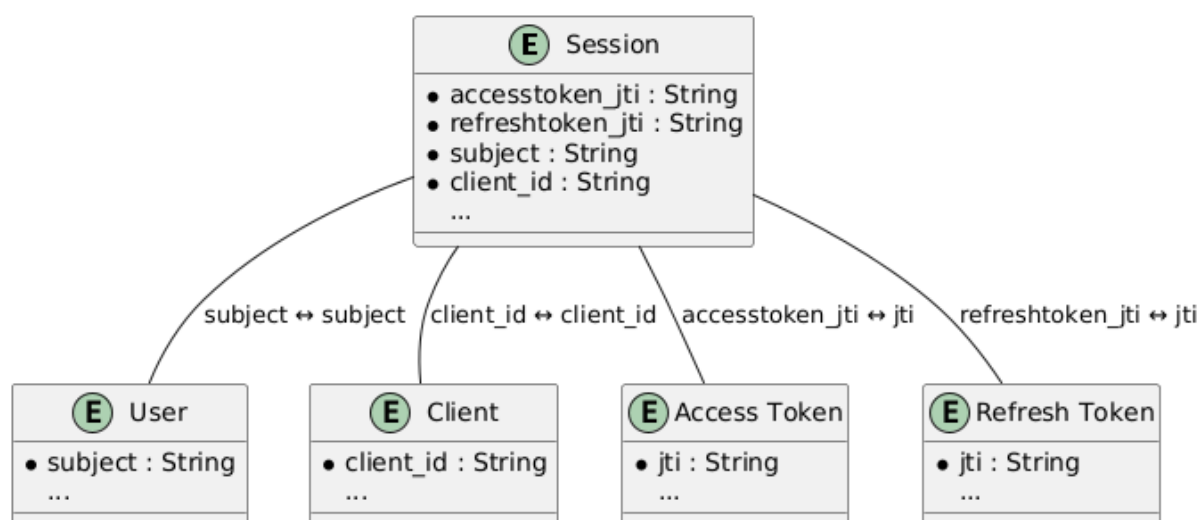 E Session
accesstoken_jti : String
refreshtoken_jti : String
subject : String
client_id : String
...
subject ↔ subject
client_id ↔ client_id
accesstoken_jti ↔ jti
refreshtoken_jti ↔ jti
E User
subject : String
...
E Client
client_id : String
...
E Access Token
jti : String
...
E Refresh Token
jti : String
...